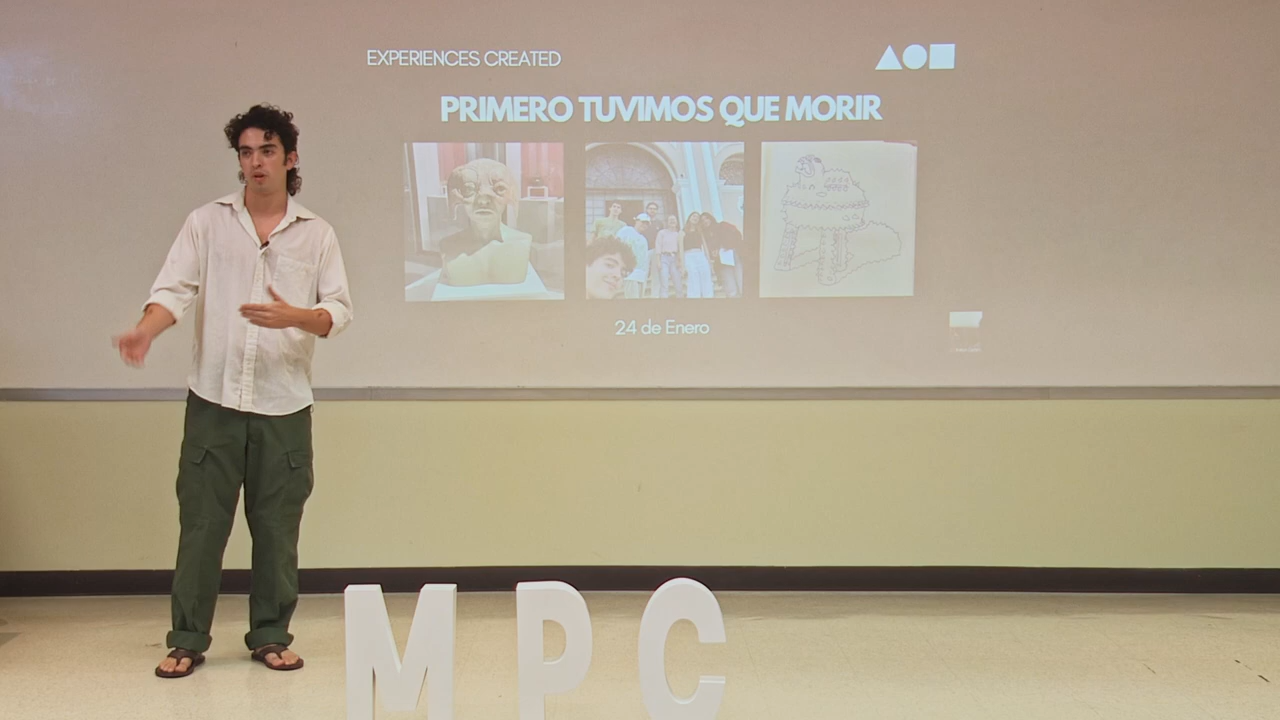 EXPERIENCES CREATED
PRIMERO TUVIMOS QUE MORIR
24 de Enero
MPC